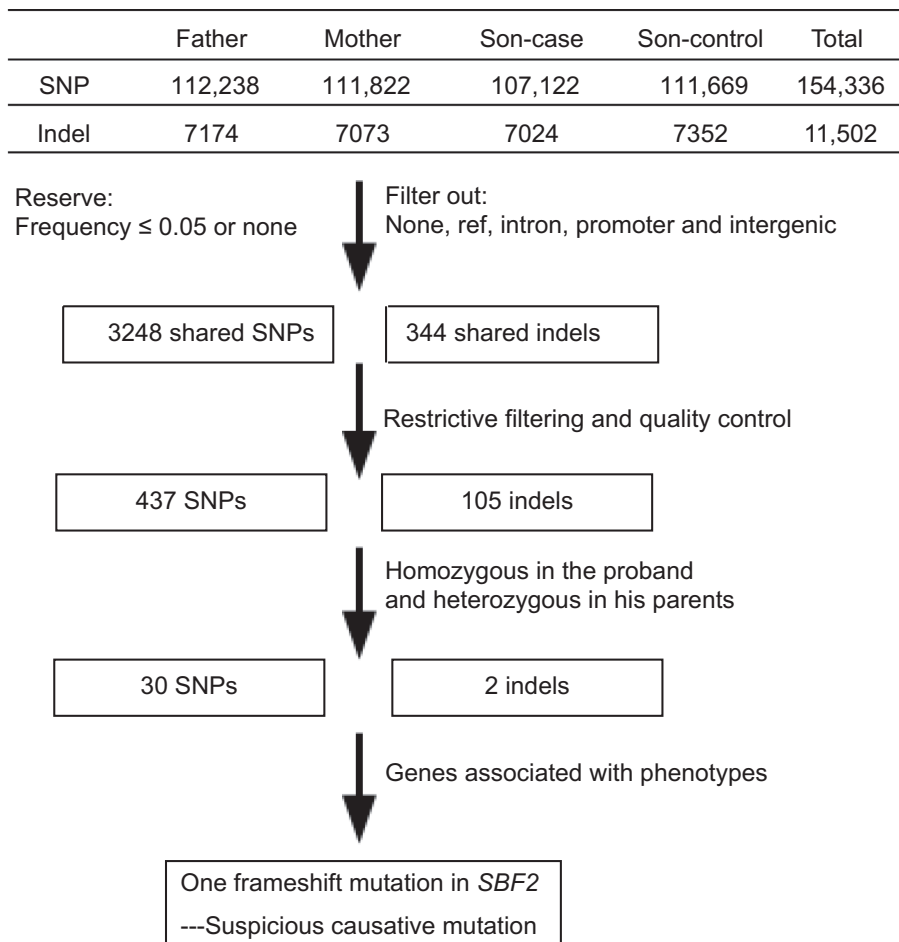 Father Mother Son-case Son-control Total
SNP 112,238 111,822 107,122 111,669 154,336
Indel 7174 7073 7024 7352 11,502
Reserve:
Frequency ≤ 0.05 or none
Filter out:
None, ref, intron, promoter and intergenic
3248 shared SNPs
344 shared indels
Restrictive filtering and quality control
437 SNPs
105 indels
Homozygous in the proband
and heterozygous in his parents
30 SNPs
2 indels
Genes associated with phenotypes
One frameshift mutation in SBF2
---Suspicious causative mutation